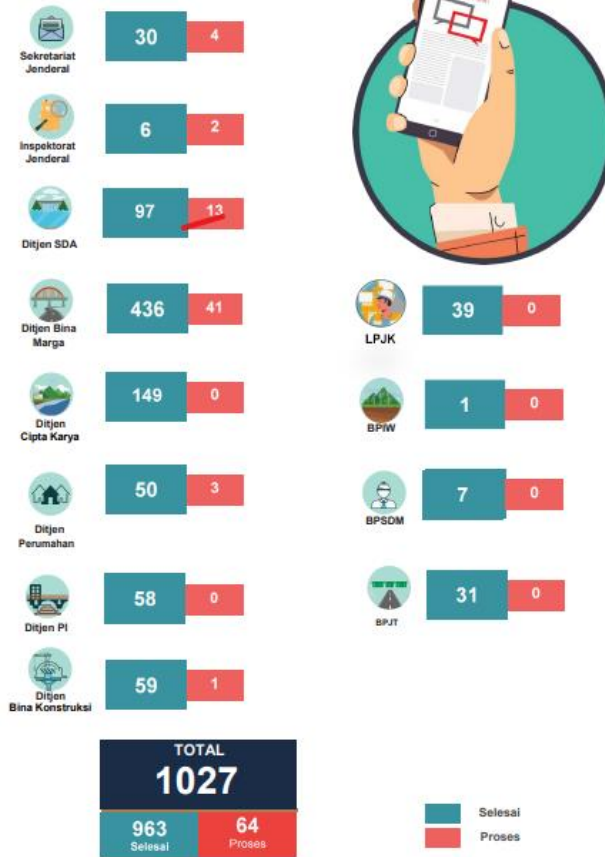 30 4
Sekretariat
Jenderal
6 2
Inspektorat
Jenderal
97 13
Ditjen SDA
436 41
Ditjen Bina
Marga
149 0
Ditjen
Cipta Karya
50 3
Ditjen
Perumahan
58 0
Ditjen PI
59 1
Ditjen
Bina Konstruksi
39 0
LPJK
1 0
BPIW
7 0
BPSDM
31 0
BPJT
TOTAL
1027
963 64
Selesai Proses
Selesai
Proses